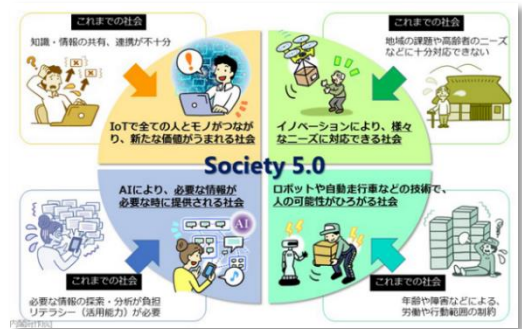 これまでの社会
知識・情報の共有、連携が不十分
IoTで全ての人とモノがつなが
り、新たな価値がうまれる社会
これまでの社会
地域の課題や高齢者のニーズ
などに十分対応できない
イノベーションにより、様々
なニーズに対応できる社会
Society 5.0
AIにより、必要な情報が
必要な時に提供される社会
AI
これまでの社会
必要な情報の探索・分析が負担
リテラシー（活用能力）が必要
ロボットや自動走行車などの技術で、
人の可能性がひろがる社会
これまでの社会
年齢や障害などによる、
労働や行動範囲の制約
[内閣府作成]